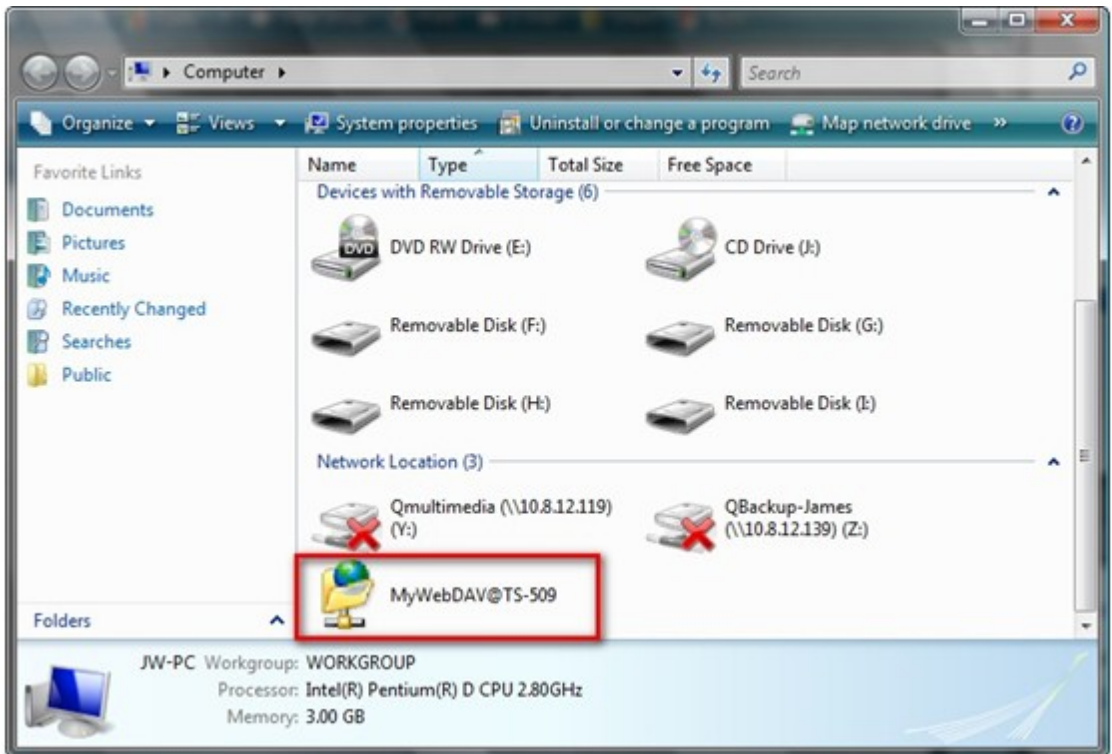 Computer
Search
Organize Views System properties Uninstall or change a program Map network drive »
Favorite Links
Documents
Pictures
Music
Recently Changed
Searches
Public
Folders
Name Type Total Size Free Space
Devices with Removable Storage (6)
DVD
DVD RW Drive (E:)
CD Drive (J:)
Removable Disk (F:)
Removable Disk (G:)
Removable Disk (H:)
Removable Disk (I:)
Network Location (3)
Qmultimedia (\\10.8.12.119)
(Y:)
QBackup-James
(\\10.8.12.139) (Z:)
MyWebDAV@TS-509
JW-PC Workgroup: WORKGROUP
Processor: Intel(R) Pentium(R) D CPU 2.80GHz
Memory: 3.00 GB